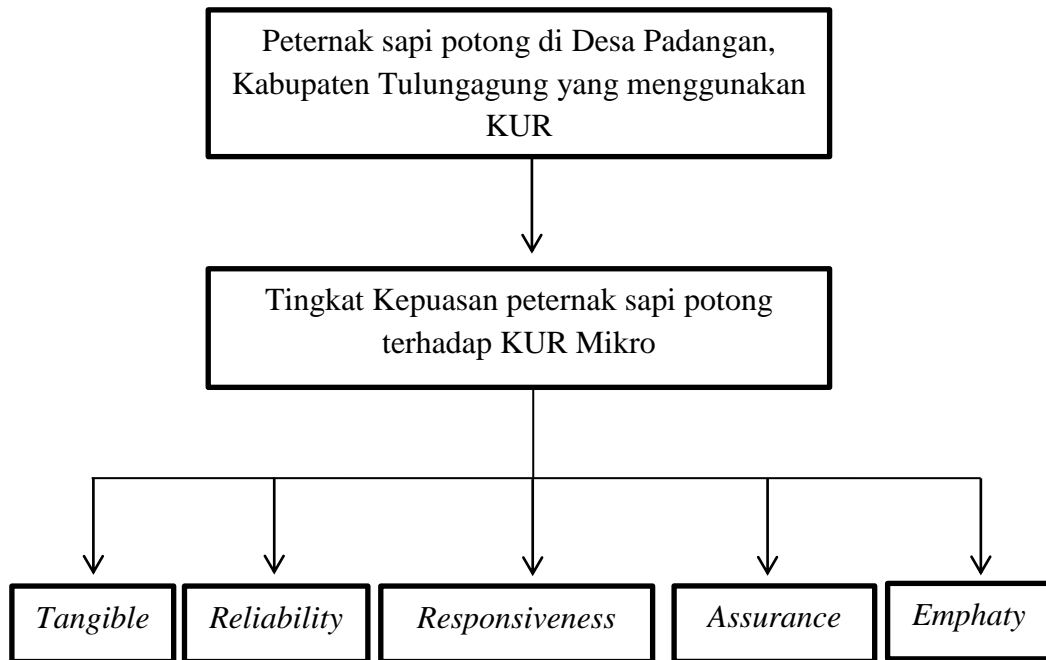 Peternak sapi potong di Desa Padangan,
Kabupaten Tulungagung yang menggunakan
KUR
Tingkat Kepuasan peternak sapi potong
terhadap KUR Mikro
Tangible
Reliability
Responsiveness
Assurance
Emphaty